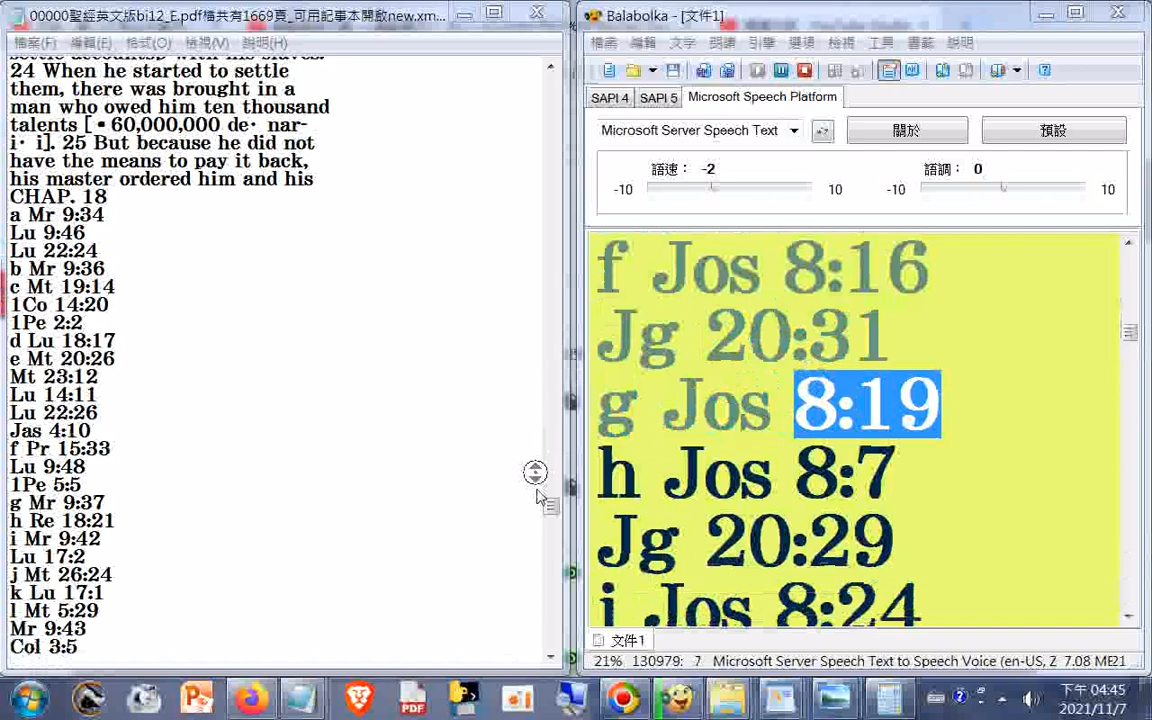 00000聖經英文版bi12_E.pdf檔共有1669頁_可用記事本開啟new.xm...
檔案(F) 編輯(E) 格式(O) 檢視(V) 說明(H)
settle accounts) with his slaves.
24 When he started to settle
them, there was brought in a
man who owed him ten thousand
talents [ • 60,000,000 de· nar-
i· i]. 25 But because he did not
have the means to pay it back,
his master ordered him and his
CHAP. 18
a Mr 9:34
Lu 9:46
Lu 22:24
b Mr 9:36
c Mt 19:14
1Co 14:20
1Pe 2:2
d Lu 18:17
e Mt 20:26
Mt 23:12
Lu 14:11
Lu 22:26
Jas 4:10
f Pr 15:33
Lu 9:48
1Pe 5:5
g Mr 9:37
h Re 18:21
i Mr 9:42
Lu 17:2
j Mt 26:24
k Lu 17:1
l Mt 5:29
Mr 9:43
Col 3:5
Balabolka - [文件1]
檔案 編輯 文字 朗讀 引擎 選項 檢視 工具 書籤 說明
SAPI 4 SAPI 5 Microsoft Speech Platform
Microsoft Server Speech Text 關於 預設
語速： -2 語調： 0
-10 10 -10 10
f Jos 8:16
Jg 20:31
g Jos 8:19
h Jos 8:7
Jg 20:29
i Jos 8:24
文件1
21% 130979: 7 Microsoft Server Speech Text to Speech Voice (en-US, 2 7.08 ME21
PDF
下午 04:45
2021/11/7